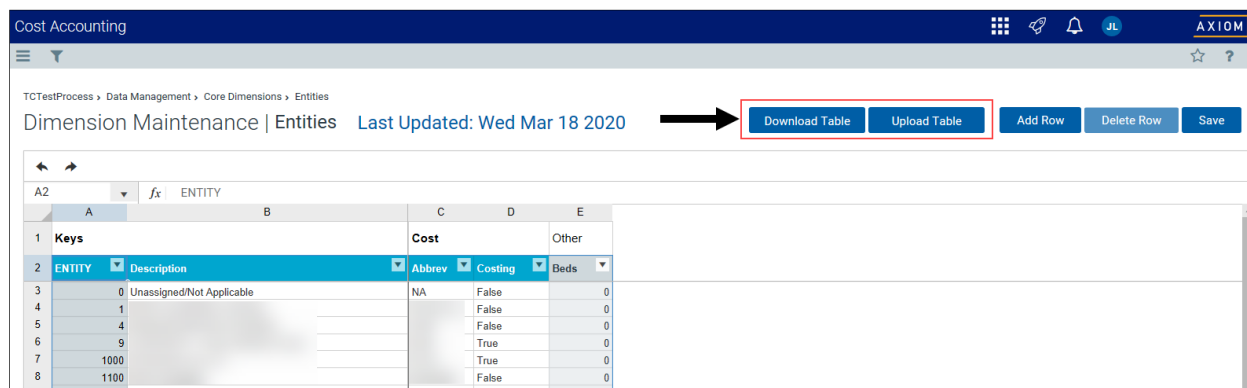 Cost Accounting JL AXIOM
?
TCTestProcess › Data Management › Core Dimensions › Entities
Dimension Maintenance | Entities Last Updated: Wed Mar 18 2020 Download Table Upload Table Add Row Delete Row Save
A2 fx ENTITY
A B C D E
1 Keys Cost Other
2 ENTITY Description Abbrev Costing Beds
3 0 Unassigned/Not Applicable NA False 0
4 1 False 0
5 4 False 0
6 9 True 0
7 1000 True 0
8 1100 False 0